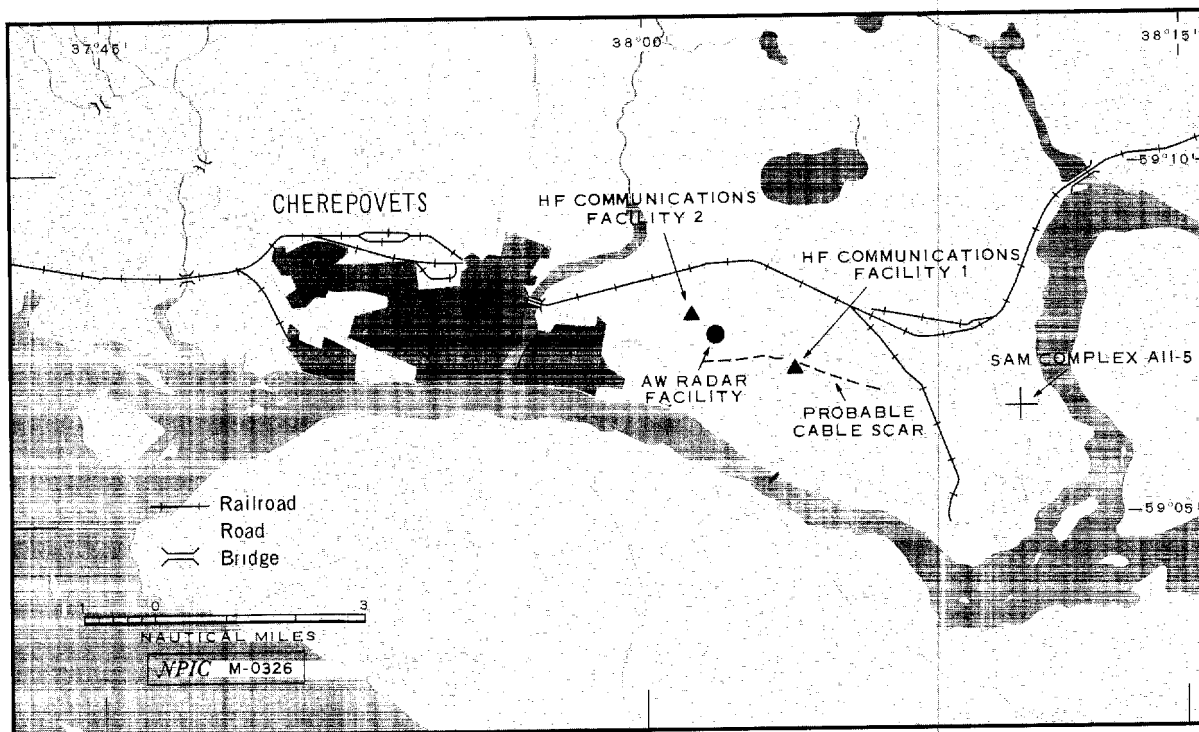 37°45'
38°00'
38°15'
59°10'
CHEREPOVETS
HF COMMUNICATIONS
FACILITY 2
HF COMMUNICATIONS
FACILITY 1
SAM COMPLEX A11-5
AW RADAR
FACILITY
PROBABLE
CABLE SCAR
59°05'
Railroad
Road
Bridge
1 0 3
NAUTICAL MILES
NPIC M-0326